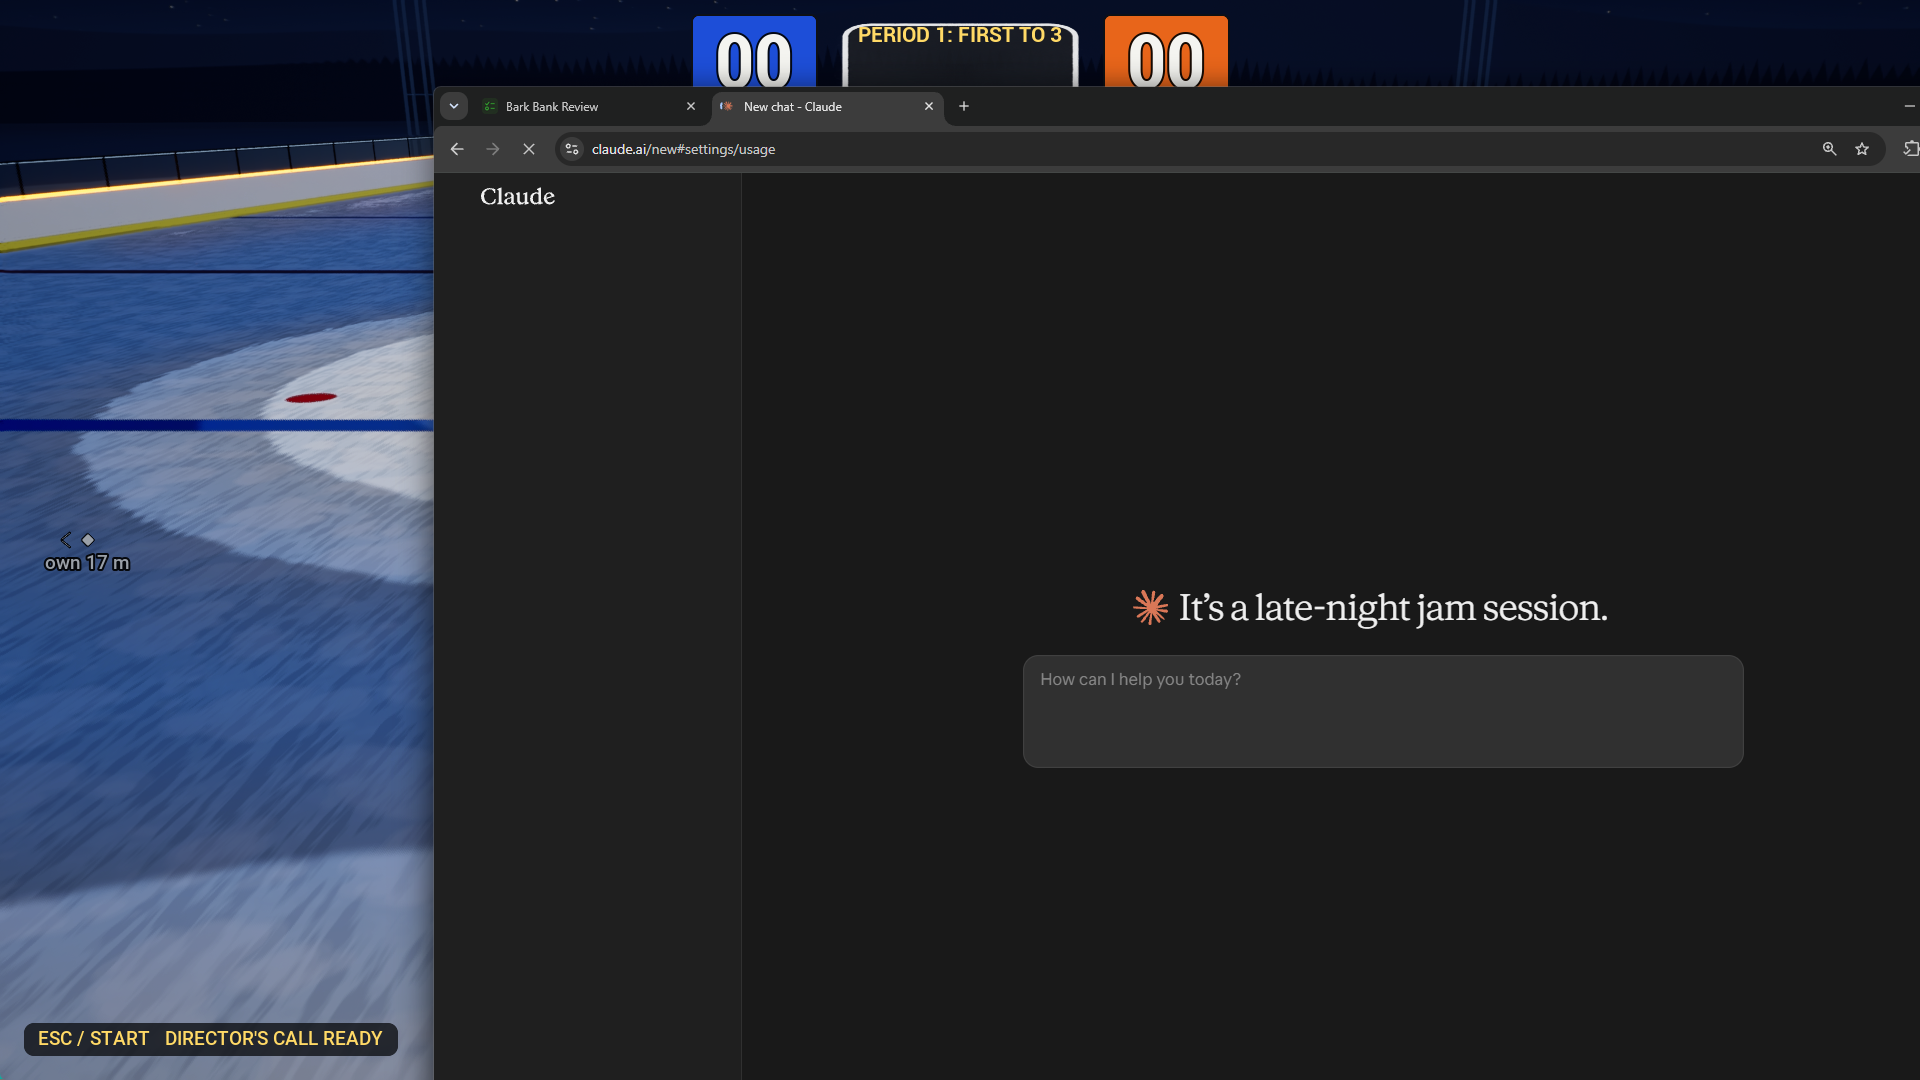 00
PERIOD 1: FIRST TO 3
00
Bark Bank Review
New chat - Claude
claude.ai/new#settings/usage
Claude
It's a late-night jam session.
How can I help you today?
own 17 m
ESC / START DIRECTOR'S CALL READY